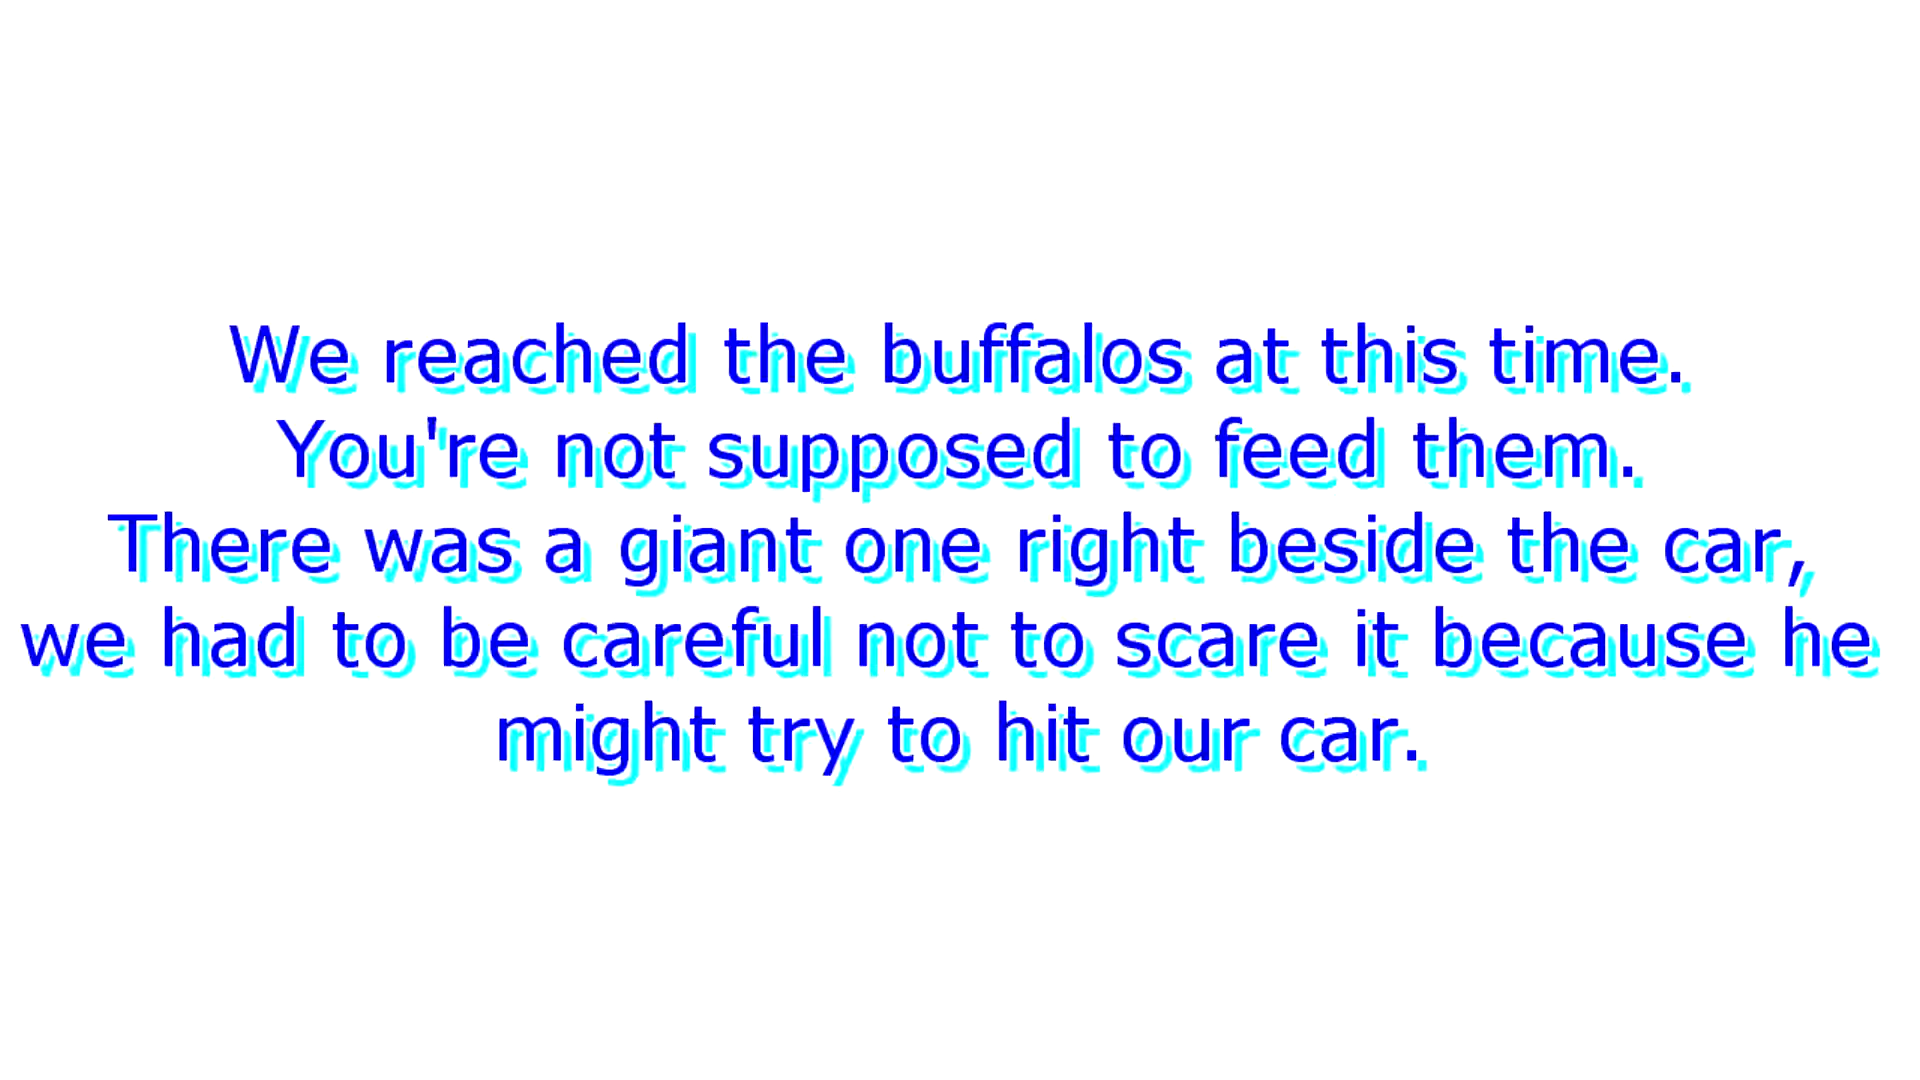 We reached the buffalos at this time.
You're not supposed to feed them.
There was a giant one right beside the car,
we had to be careful not to scare it because he
might try to hit our car.